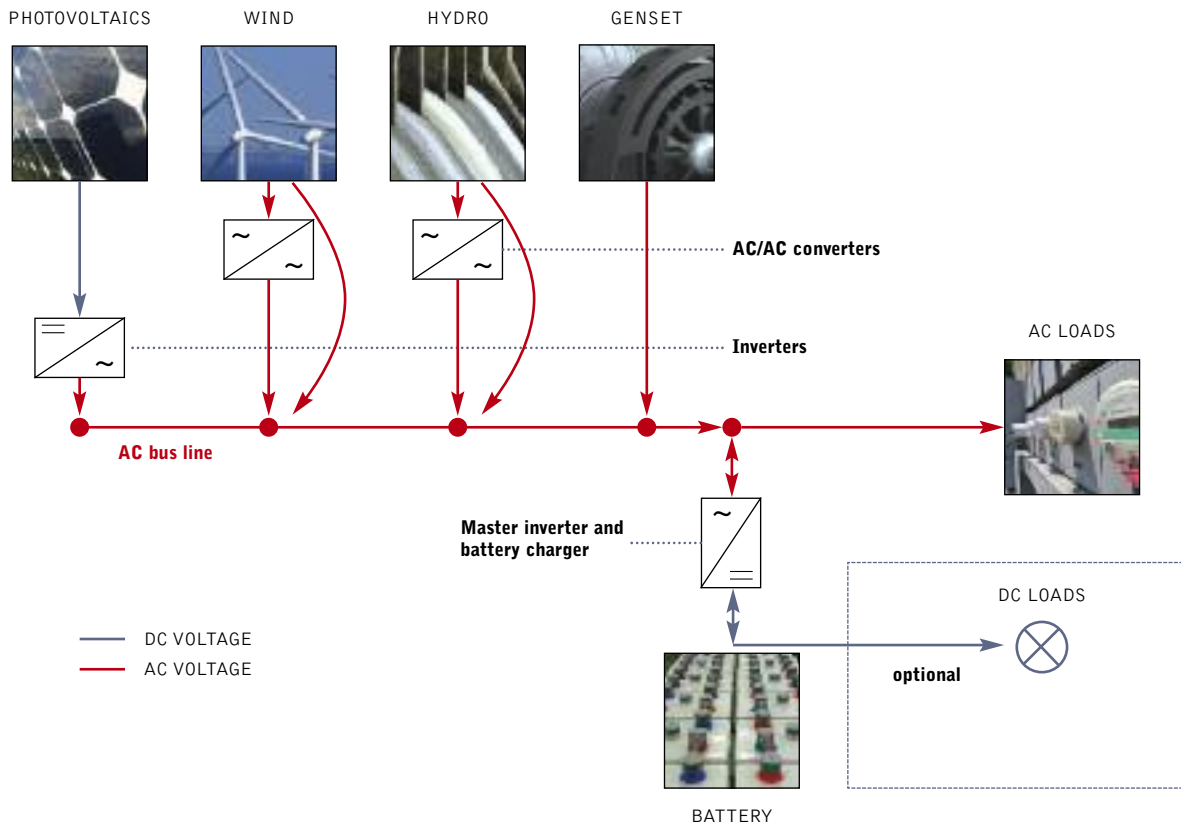 PHOTOVOLTAICS
WIND
HYDRO
GENSET
AC/AC converters
Inverters
AC LOADS
AC bus line
Master inverter and
battery charger
DC LOADS
DC VOLTAGE
AC VOLTAGE
optional
BATTERY